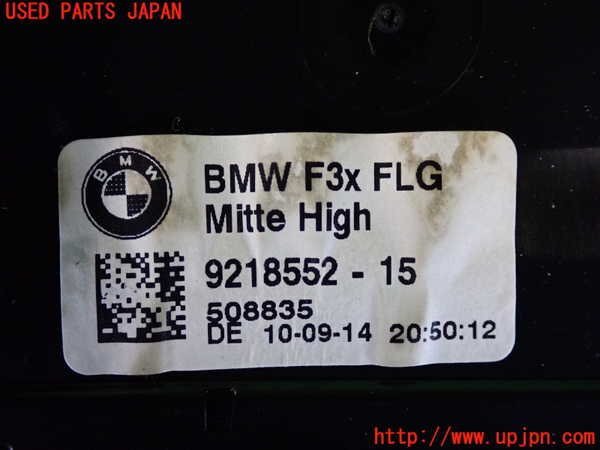 USED PARTS JAPAN
BMW
BMW F3x FLG
Mitte High
9218552 - 15
508835
DE 10-09-14 20:50:12
http://www.upjpn.com/